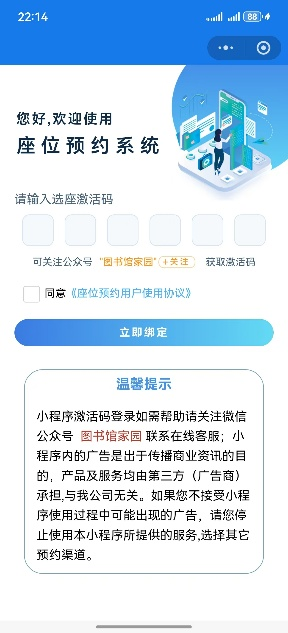 22:14
88
您好,欢迎使用
座位预约系统
请输入选座激活码
可关注公众号 "图书馆家园" +关注 获取激活码
同意《座位预约用户使用协议》
立即绑定
温馨提示
小程序激活码登录如需帮助请关注微信
公众号 图书馆家园 联系在线客服；小
程序内的广告是出于传播商业资讯的目
的，产品及服务均由第三方（广告商）
承担,与我公司无关。如果您不接受小程
序使用过程中可能出现的广告，请您停
止使用本小程序所提供的服务,选择其它
预约渠道。